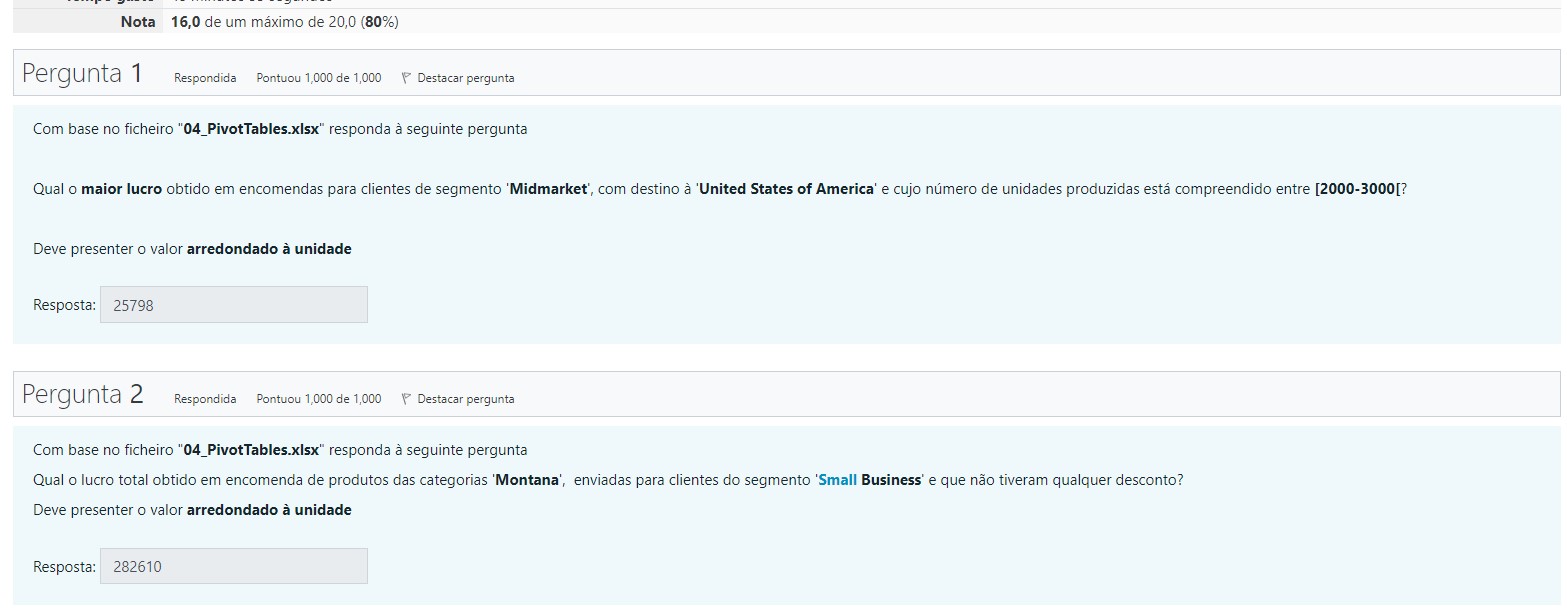 Nota 16,0 de um máximo de 20,0 (80%)
Pergunta 1 Respondida Pontuou 1,000 de 1,000 Destacar pergunta
Com base no ficheiro "04_PivotTables.xlsx" responda à seguinte pergunta
Qual o maior lucro obtido em encomendas para clientes de segmento 'Midmarket', com destino à 'United States of America' e cujo número de unidades produzidas está compreendido entre [2000-3000[?
Deve presenter o valor arredondado à unidade
Resposta: 25798
Pergunta 2 Respondida Pontuou 1,000 de 1,000 Destacar pergunta
Com base no ficheiro "04_PivotTables.xlsx" responda à seguinte pergunta
Qual o lucro total obtido em encomenda de produtos das categorias 'Montana', enviadas para clientes do segmento 'Small Business' e que não tiveram qualquer desconto?
Deve presenter o valor arredondado à unidade
Resposta: 282610